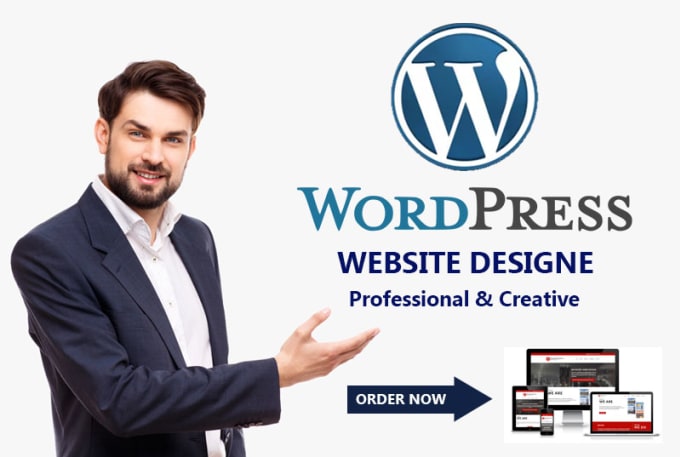 W
WORDPRESS
WEBSITE DESIGNE
Professional & Creative
ORDER NOW